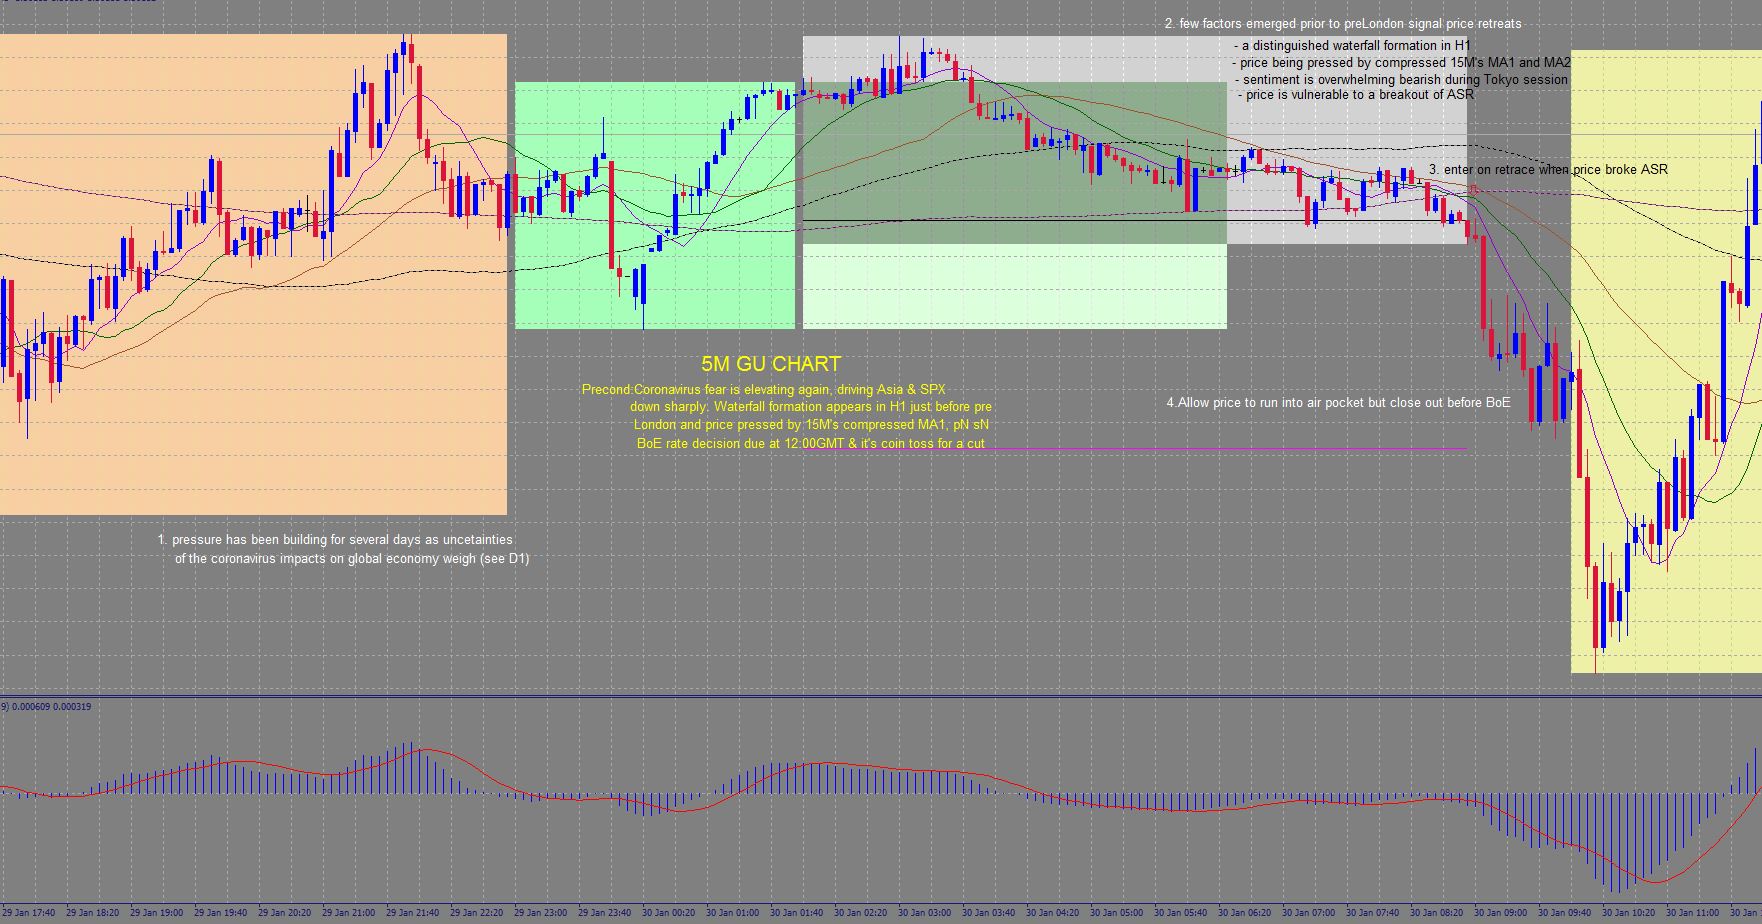 2. few factors emerged prior to preLondon signal price retreats
- a distinguished waterfall formation in H1
- price being pressed by compressed 15M's MA1 and MA2
- sentiment is overwhelming bearish during Tokyo session
- price is vulnerable to a breakout of ASR
3. enter on retrace when price broke ASR
5M GU CHART
Precond:Coronavirus fear is elevating again, driving Asia & SPX
down sharply. Waterfall formation appears in H1 just before pre
London and price pressed by 15M's compressed MA1, pN sN
BoE rate decision due at 12:00GMT & it's coin toss for a cut
4.Allow price to run into air pocket but close out before BoE
1. pressure has been building for several days as uncetainties
of the coronavirus impacts on global economy weigh (see D1)
9) 0.000609 0.000319
29 Jan 17:40 29 Jan 18:20 29 Jan 19:00 29 Jan 19:40 29 Jan 20:20 29 Jan 21:00 29 Jan 21:40 29 Jan 22:20 29 Jan 23:00 29 Jan 23:40 30 Jan 00:20 30 Jan 01:00 30 Jan 01:40 30 Jan 02:20 30 Jan 03:00 30 Jan 03:40 30 Jan 04:20 30 Jan 05:00 30 Jan 05:40 30 Jan 06:20 30 Jan 07:00 30 Jan 07:40 30 Jan 08:20 30 Jan 09:00 30 Jan 09:40 30 Jan 10:20 30 Jan 11:00 30 Jan